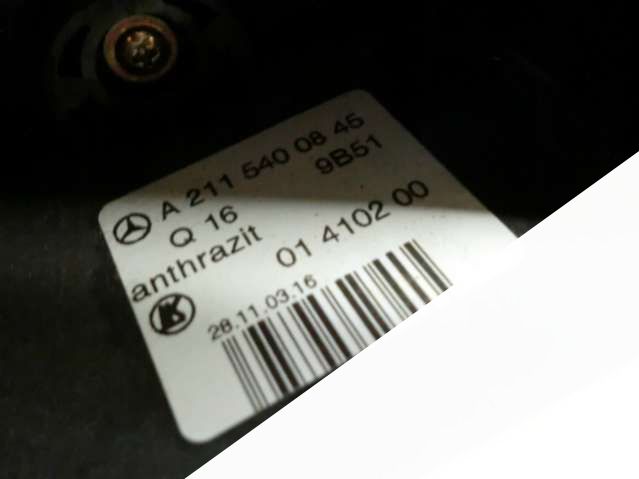 A 211 540 08 45
Q 16 9B51
anthrazit 01 4102 00
K
28.11.03.16